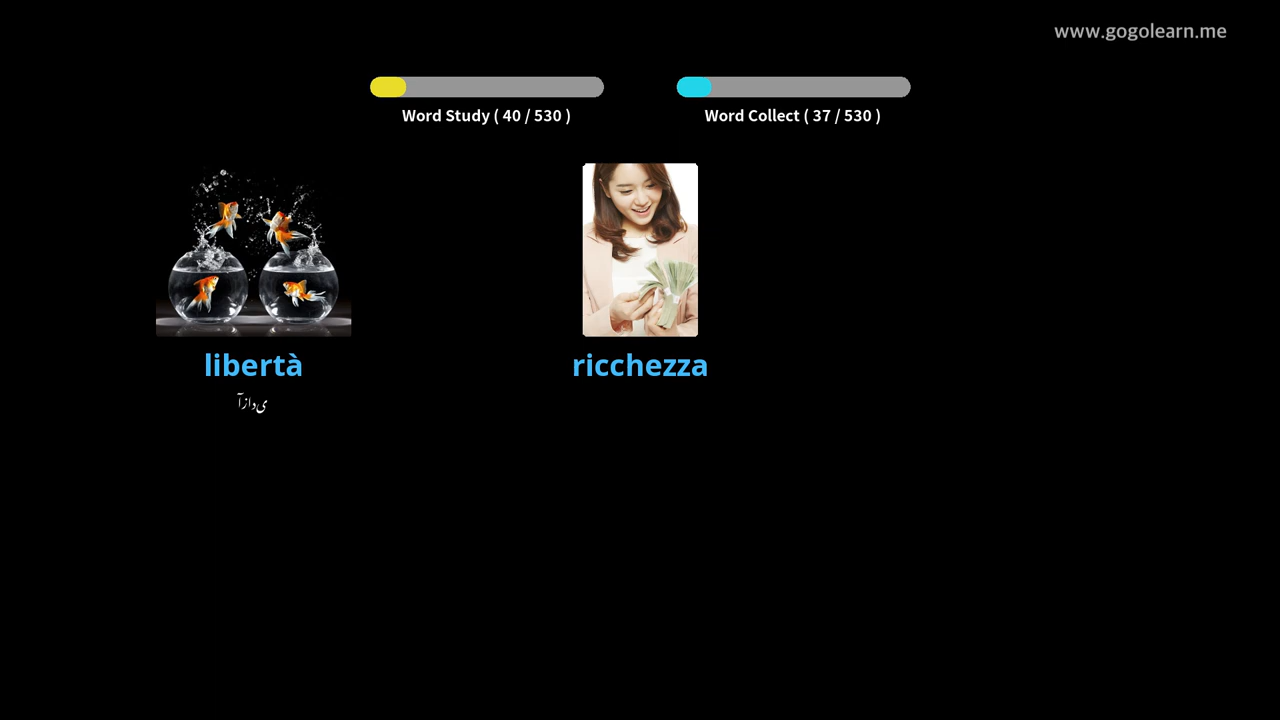 www.gogolearn.me
Word Study ( 40 / 530 )
Word Collect ( 37 / 530 )
libertà
ricchezza
آزادی